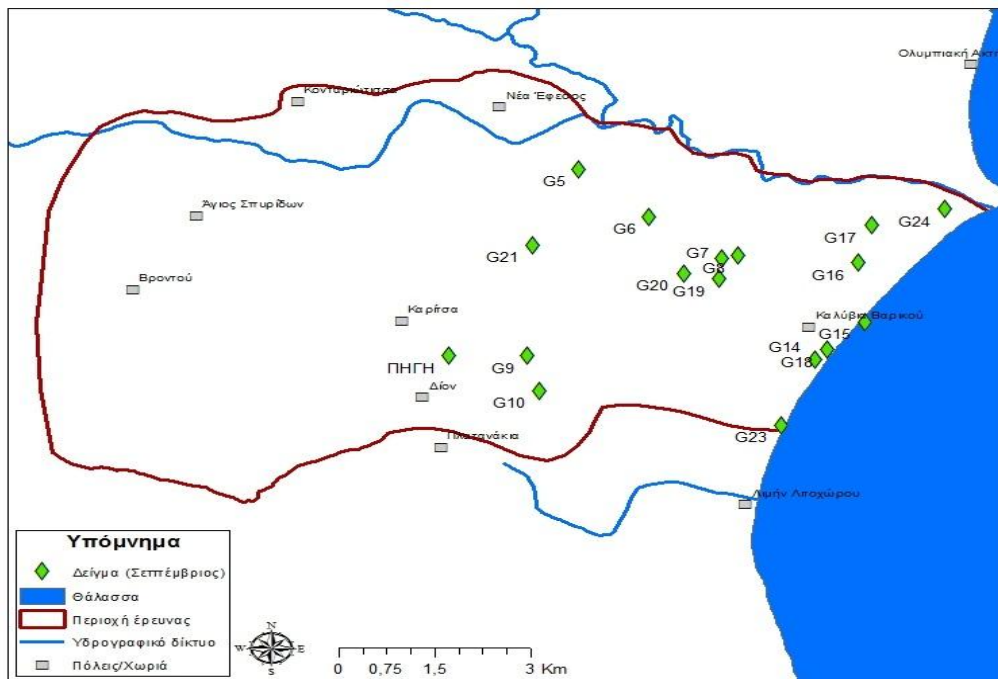 Ολυμπιακή Ακτή
Κονταριώτισσα
Νέα Έφεσος
G5
Άγιος Σπυρίδων
G6
G24
G17
G21
G7
G8
G16
G20
G19
Βροντού
Καρίτσα
Καλύβια Βαρικού
G15
G14
G18
ΠΗΓΗ
G9
Δίον
G10
G23
Πλατανάκια
Λιμήν Λιτοχώρου
Υπόμνημα
Δείγμα (Σεπτέμβριος)
Θάλασσα
Περιοχή έρευνας
Υδρογραφικό δίκτυο
Πόλεις/Χωριά
N
W E
S
0 0,75 1,5 3 Km